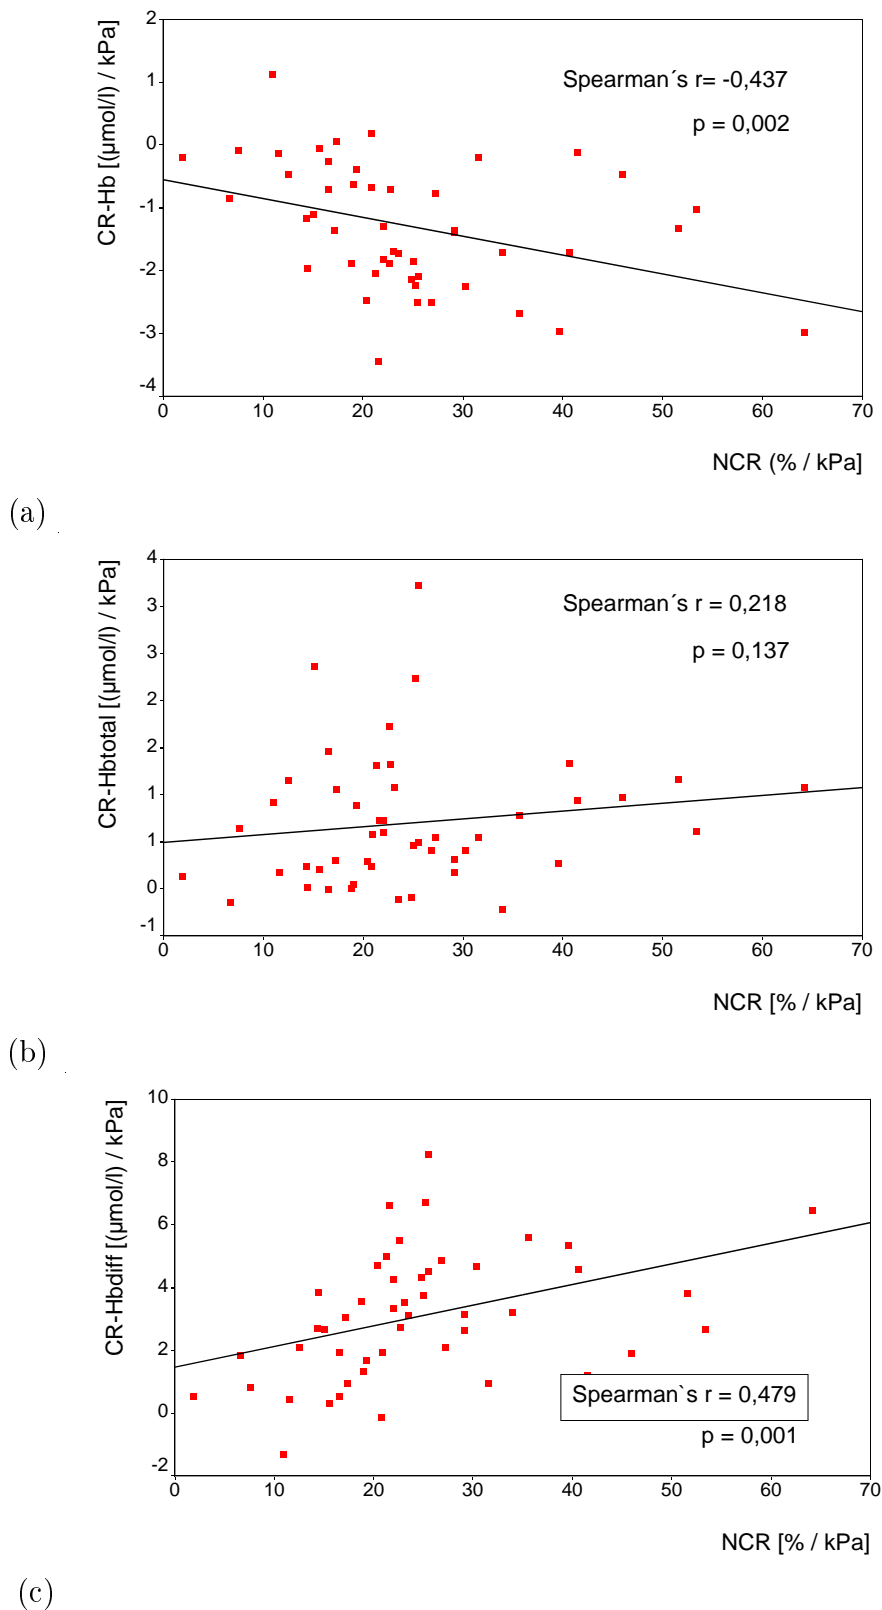 2
1
0
-1
-2
-3
-4
CR-Hb [(µmol/l) / kPa]
Spearman´s r= -0,437
p = 0,002
0 10 20 30 40 50 60 70
NCR (% / kPa]
(a)
4
3
3
2
2
1
1
0
-1
CR-Hbtotal [(µmol/l) / kPa]
Spearman´s r = 0,218
p = 0,137
0 10 20 30 40 50 60 70
NCR [% / kPa]
(b)
10
8
6
4
2
0
-2
CR-Hbdiff [(µmol/l) / kPa]
Spearman`s r = 0,479
p = 0,001
0 10 20 30 40 50 60 70
NCR [% / kPa]
(c)